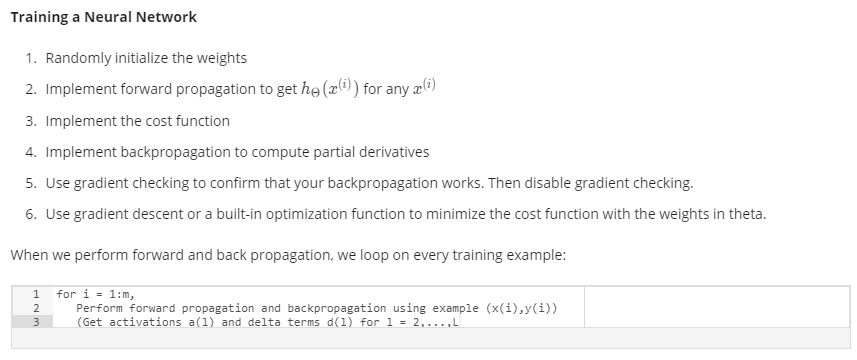 Training a Neural Network
1. Randomly initialize the weights
2. Implement forward propagation to get hΘ(x(i)) for any x(i)
3. Implement the cost function
4. Implement backpropagation to compute partial derivatives
5. Use gradient checking to confirm that your backpropagation works. Then disable gradient checking.
6. Use gradient descent or a built-in optimization function to minimize the cost function with the weights in theta.
When we perform forward and back propagation, we loop on every training example:
1 for i = 1:m,
2 Perform forward propagation and backpropagation using example (x(i),y(i))
3 (Get activations a(l) and delta terms d(l) for l = 2,...,L